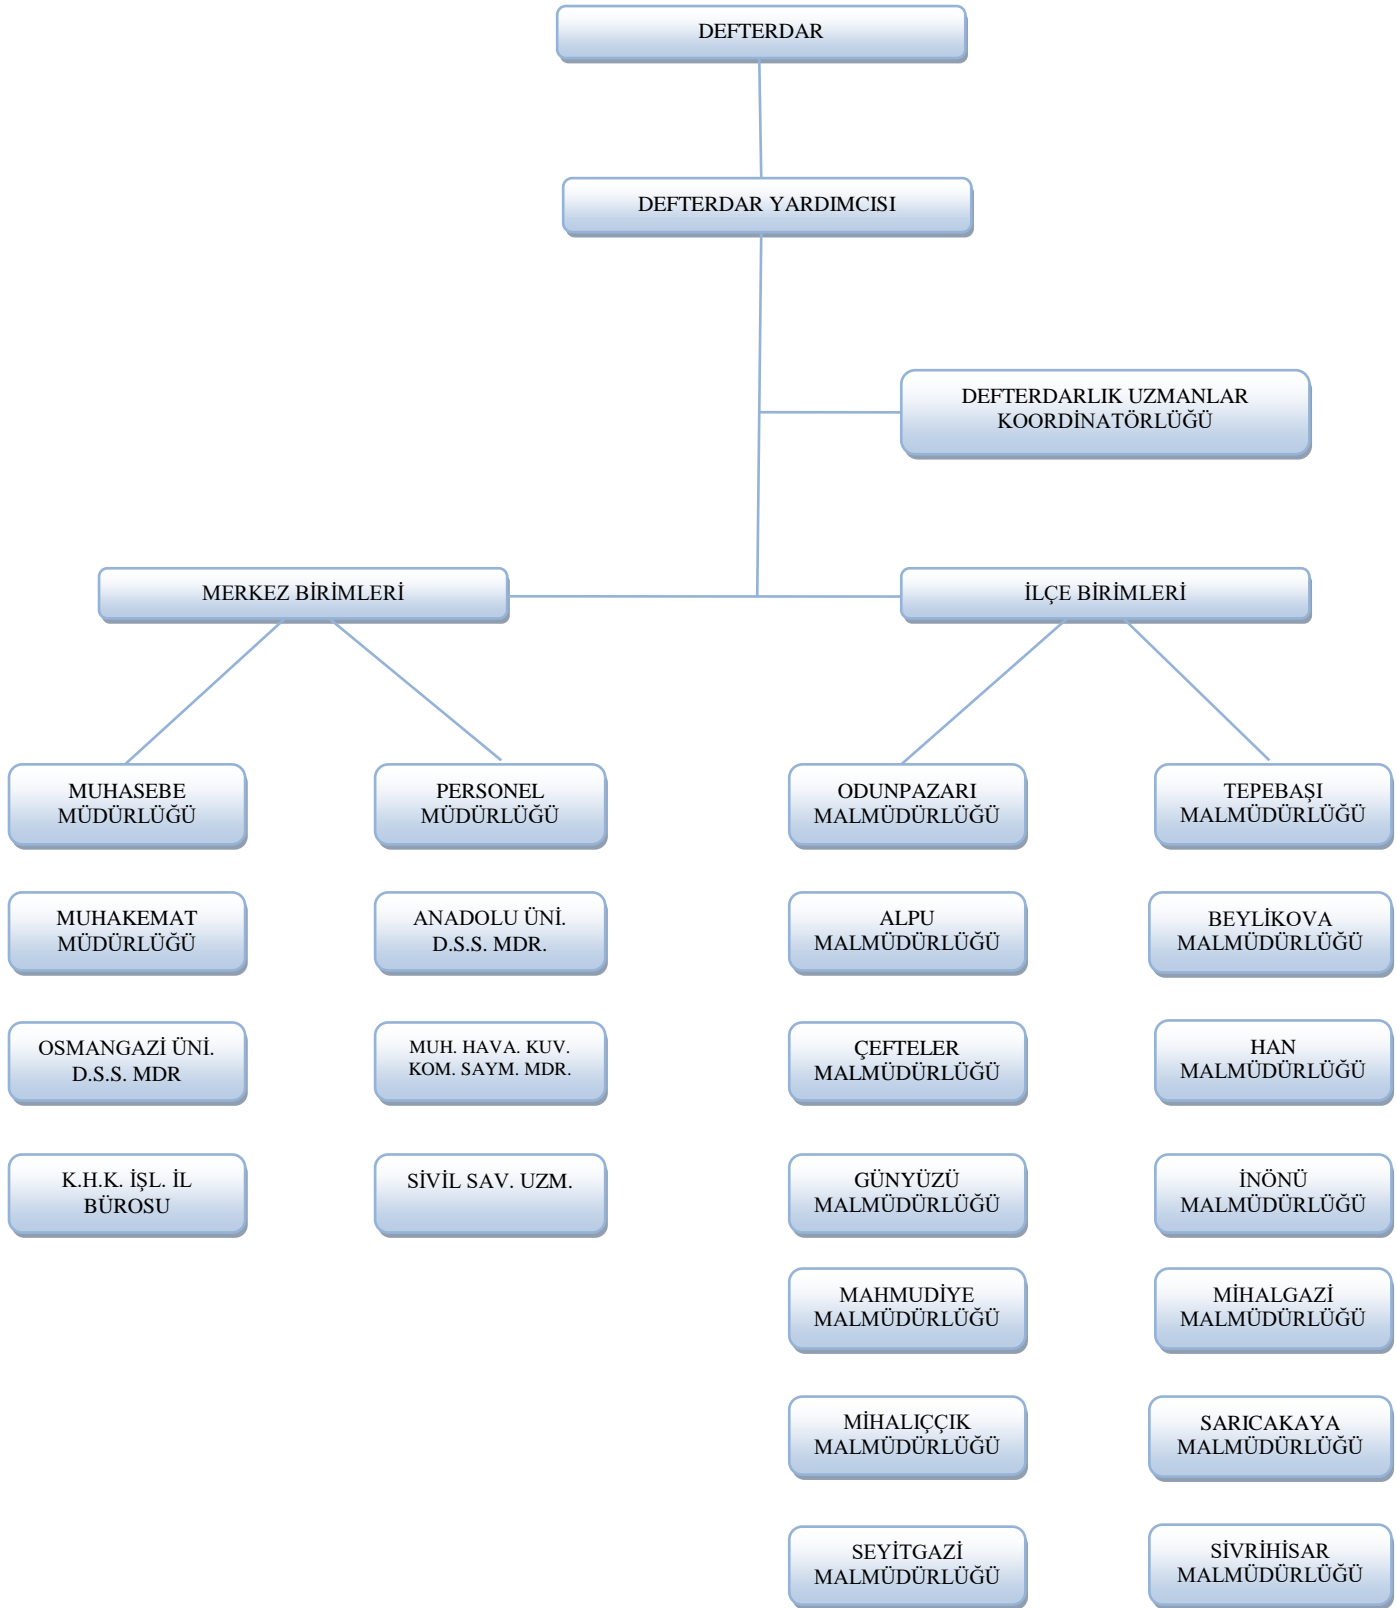 DEFTERDAR
DEFTERDAR YARDIMCISI
DEFTERDARLIK UZMANLAR
KOORDİNATÖRLÜĞÜ
MERKEZ BİRİMLERİ
İLÇE BİRİMLERİ
MUHASEBE
MÜDÜRLÜĞÜ
PERSONEL
MÜDÜRLÜĞÜ
ODUNPAZARI
MALMÜDÜRLÜĞÜ
TEPEBAŞI
MALMÜDÜRLÜĞÜ
MUHAKEMAT
MÜDÜRLÜĞÜ
ANADOLU ÜNİ.
D.S.S. MDR.
ALPU
MALMÜDÜRLÜĞÜ
BEYLİKOVA
MALMÜDÜRLÜĞÜ
OSMANGAZİ ÜNİ.
D.S.S. MDR
MUH. HAVA. KUV.
KOM. SAYM. MDR.
ÇEFTELER
MALMÜDÜRLÜĞÜ
HAN
MALMÜDÜRLÜĞÜ
K.H.K. İŞL. İL
BÜROSU
SİVİL SAV. UZM.
GÜNYÜZÜ
MALMÜDÜRLÜĞÜ
İNÖNÜ
MALMÜDÜRLÜĞÜ
MAHMUDİYE
MALMÜDÜRLÜĞÜ
MİHALGAZİ
MALMÜDÜRLÜĞÜ
MİHALIÇÇIK
MALMÜDÜRLÜĞÜ
SARICAKAYA
MALMÜDÜRLÜĞÜ
SEYİTGAZİ
MALMÜDÜRLÜĞÜ
SİVRİHİSAR
MALMÜDÜRLÜĞÜ